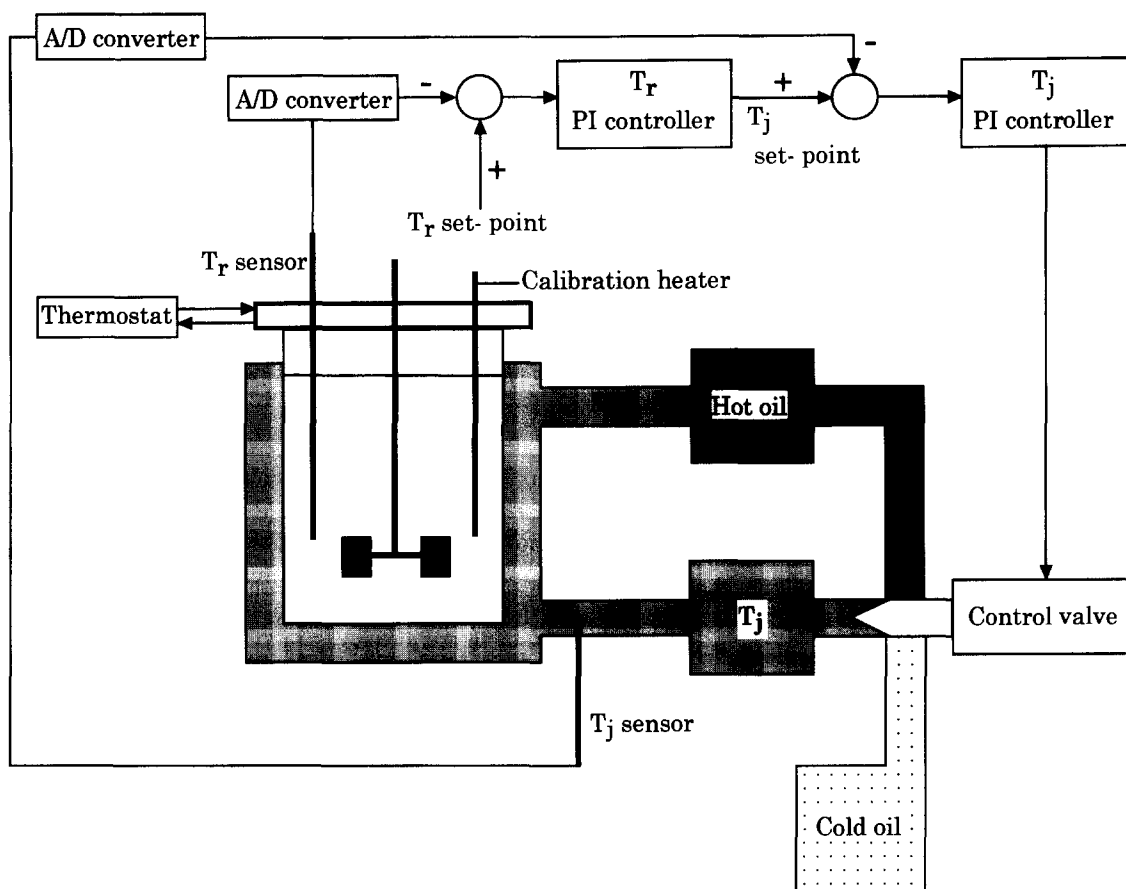 A/D converter
-
A/D converter
-
T_r
PI controller
+
T_j
set- point
T_j
PI controller
+
T_r set- point
T_r sensor
Calibration heater
Thermostat
Hot oil
T_j
Control valve
T_j sensor
Cold oil